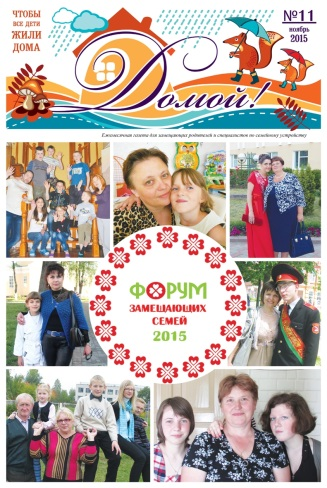 ЧТОБЫ
ВСЕ ДЕТИ
ЖИЛИ
ДОМА
№11
ноябрь
2015
Домой!
Ежемесячная газета для замещающих родителей и специалистов по семейному устройству
ФОРУМ
ЗАМЕЩАЮЩИХ
СЕМЕЙ
2015